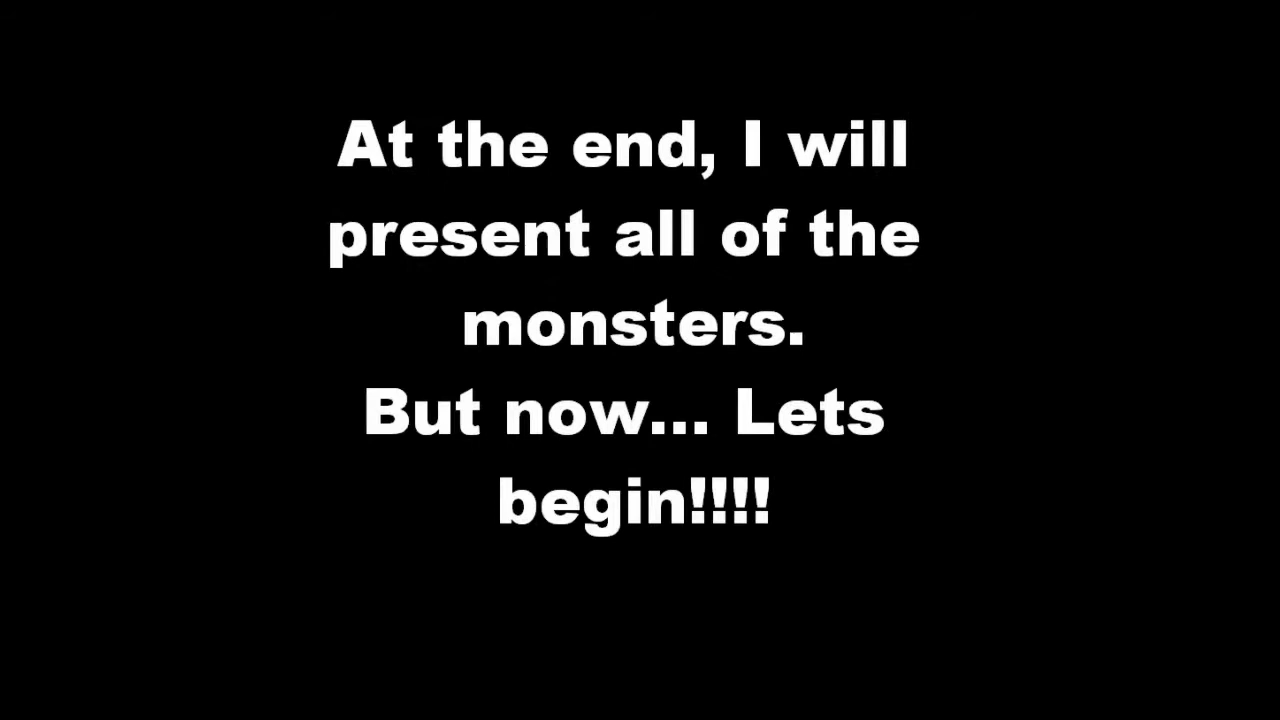 At the end, I will
present all of the
monsters.
But now... Lets
begin!!!!